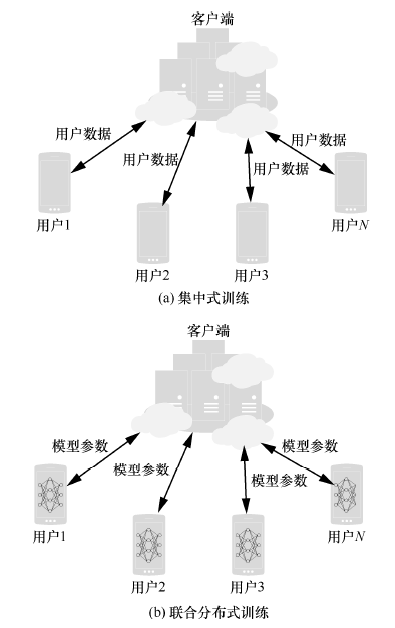 客户端
用户数据
用户数据
用户数据
用户数据
用户1
用户2
用户3
用户N
(a) 集中式训练
客户端
模型参数
模型参数
模型参数
模型参数
用户1
用户2
用户3
用户N
(b) 联合分布式训练